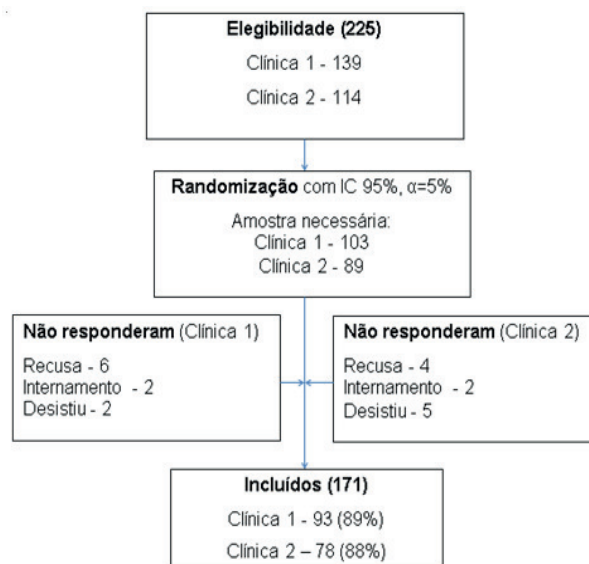 Elegibilidade (225)
Clínica 1 - 139
Clínica 2 - 114
Randomização com IC 95%, α=5%
Amostra necessária:
Clínica 1 - 103
Clínica 2 - 89
Não responderam (Clínica 1)
Recusa - 6
Internamento - 2
Desistiu - 2
Não responderam (Clínica 2)
Recusa - 4
Internamento - 2
Desistiu - 5
Incluídos (171)
Clínica 1 - 93 (89%)
Clínica 2 – 78 (88%)